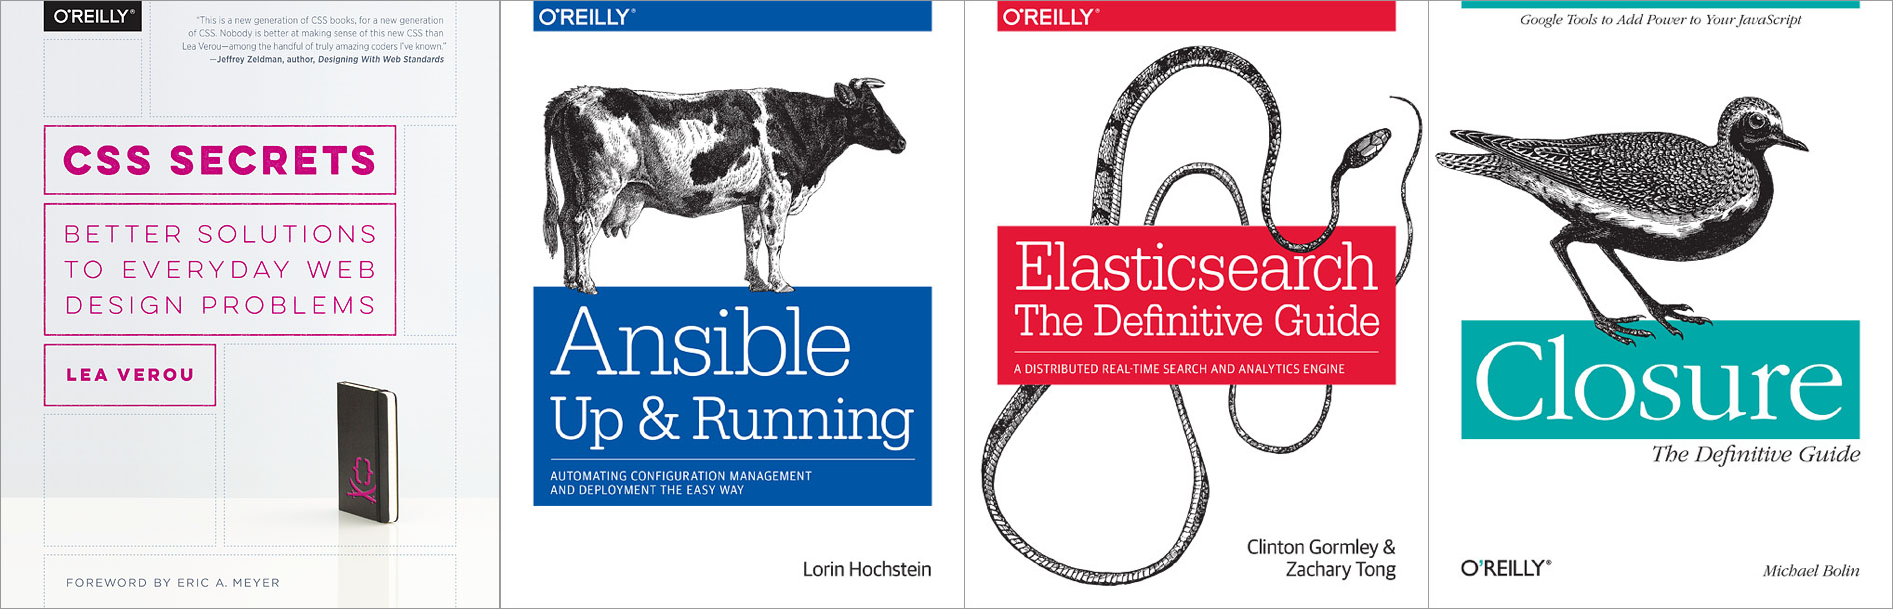 O'REILLY®
"This is a new generation of CSS books, for a new generation
of CSS. Nobody is better at making sense of this new CSS than
Lea Verou—among the handful of truly amazing coders I've known."
—Jeffrey Zeldman, author, Designing With Web Standards
CSS SECRETS
BETTER SOLUTIONS
TO EVERYDAY WEB
DESIGN PROBLEMS
LEA VEROU
FOREWORD BY ERIC A. MEYER
O'REILLY®
Ansible
Up & Running
AUTOMATING CONFIGURATION MANAGEMENT
AND DEPLOYMENT THE EASY WAY
Lorin Hochstein
O'REILLY®
Elasticsearch
The Definitive Guide
A DISTRIBUTED REAL-TIME SEARCH AND ANALYTICS ENGINE
Clinton Gormley &
Zachary Tong
Google Tools to Add Power to Your JavaScript
Closure
The Definitive Guide
O'REILLY®
Michael Bolin